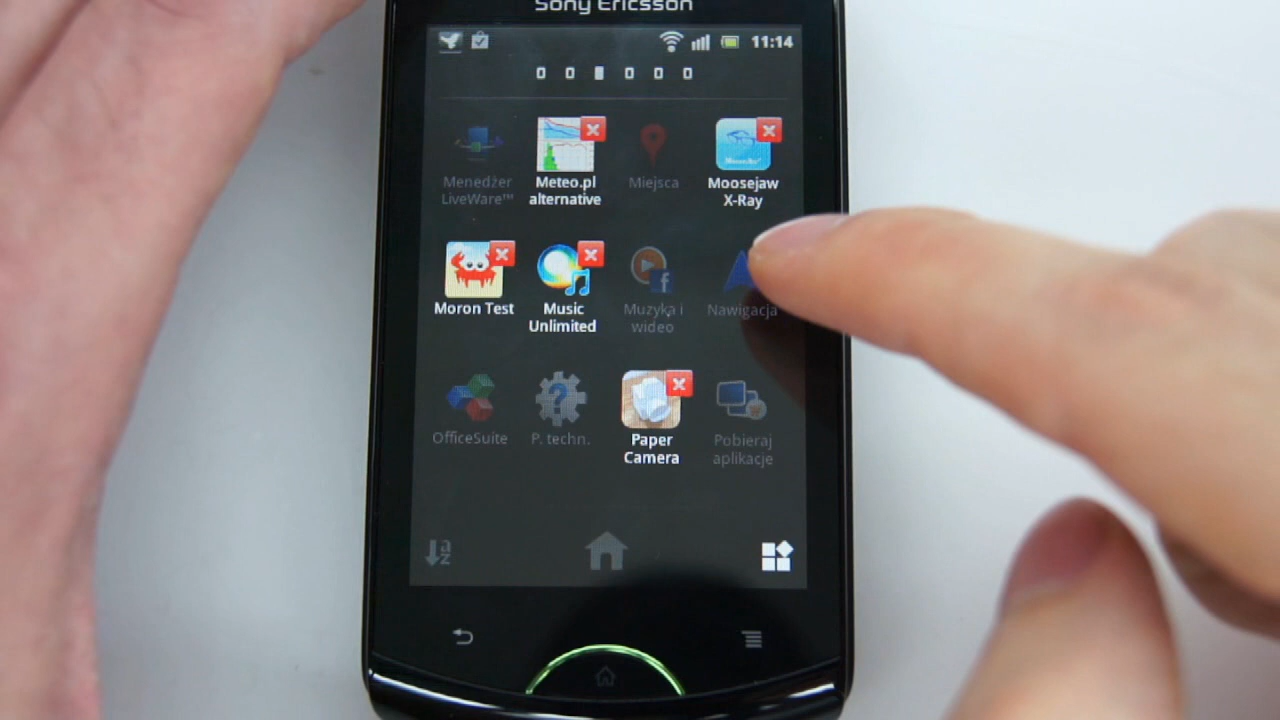 Sony Ericsson
11:14
Menedżer
LiveWare™
Meteo.pl
alternative
Miejsca
Moosejaw
X-Ray
Moron Test
Music
Unlimited
Muzyka i
wideo
Nawigacja
OfficeSuite
P. techn.
Paper
Camera
Pobieraj
aplikacje